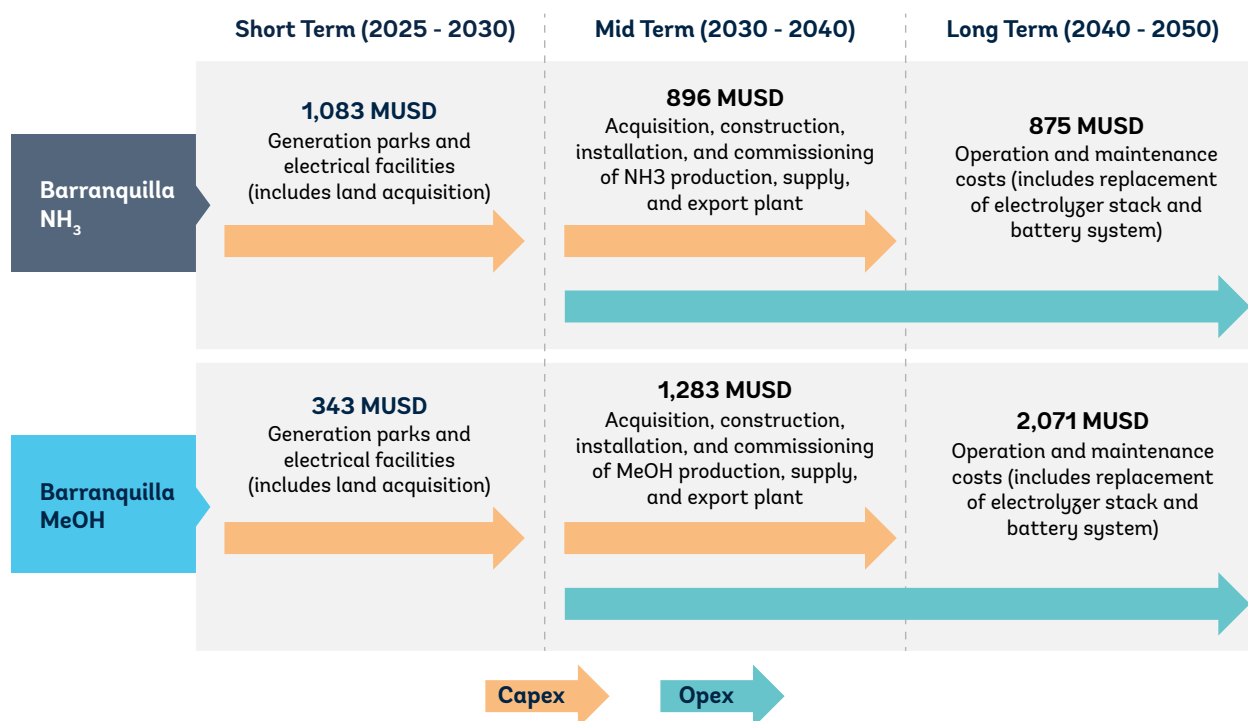 Short Term (2025 - 2030)
Mid Term (2030 - 2040)
Long Term (2040 - 2050)
Barranquilla
NH₃
1,083 MUSD
Generation parks and
electrical facilities
(includes land acquisition)
896 MUSD
Acquisition, construction,
installation, and commissioning
of NH3 production, supply,
and export plant
875 MUSD
Operation and maintenance
costs (includes replacement
of electrolyzer stack and
battery system)
Barranquilla
MeOH
343 MUSD
Generation parks and
electrical facilities
(includes land acquisition)
1,283 MUSD
Acquisition, construction,
installation, and commissioning
of MeOH production, supply,
and export plant
2,071 MUSD
Operation and maintenance
costs (includes replacement
of electrolyzer stack and
battery system)
Capex
Opex